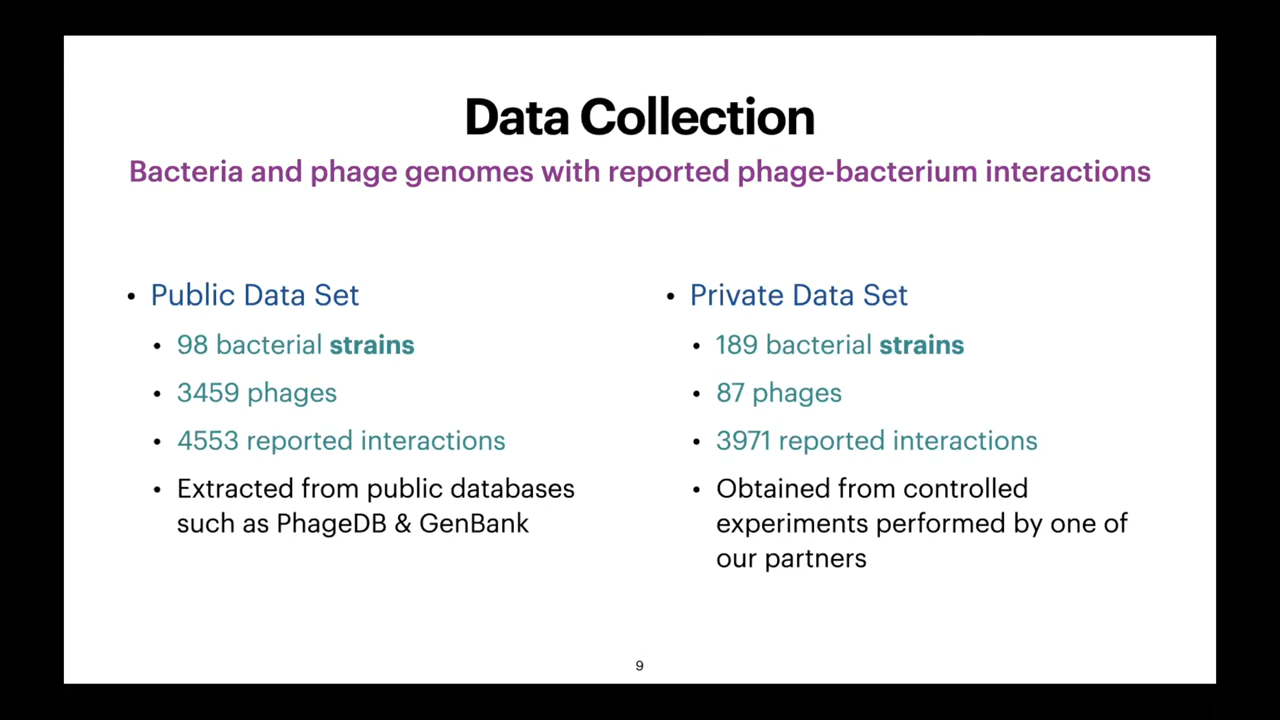 Data Collection
Bacteria and phage genomes with reported phage-bacterium interactions
• Public Data Set
• 98 bacterial strains
• 3459 phages
• 4553 reported interactions
• Extracted from public databases
such as PhageDB & GenBank
• Private Data Set
• 189 bacterial strains
• 87 phages
• 3971 reported interactions
• Obtained from controlled
experiments performed by one of
our partners
9